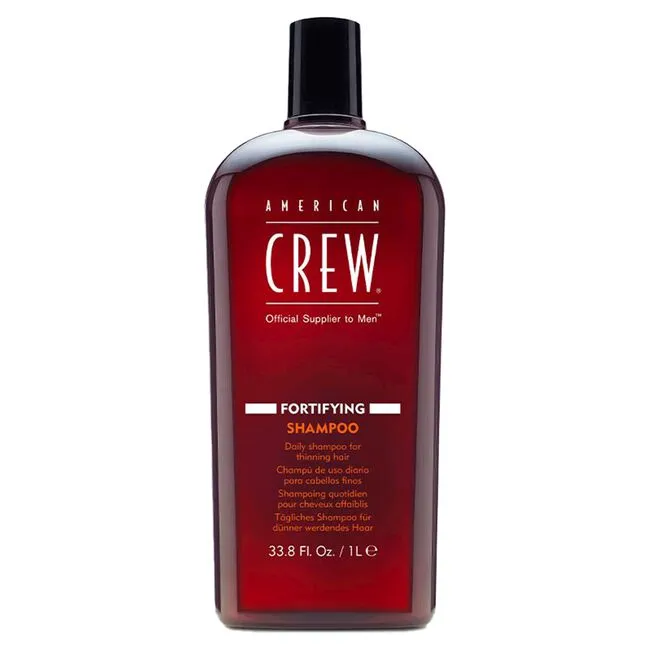 AMERICAN
CREW®
Official Supplier to Men™
FORTIFYING
SHAMPOO
Daily shampoo for
thinning hair
Champú de uso diario
para cabellos finos
Shampoing quotidien
pour cheveux affaiblis
Tägliches Shampoo für
dünner werdendes Haar
33.8 Fl. Oz. / 1L ℮